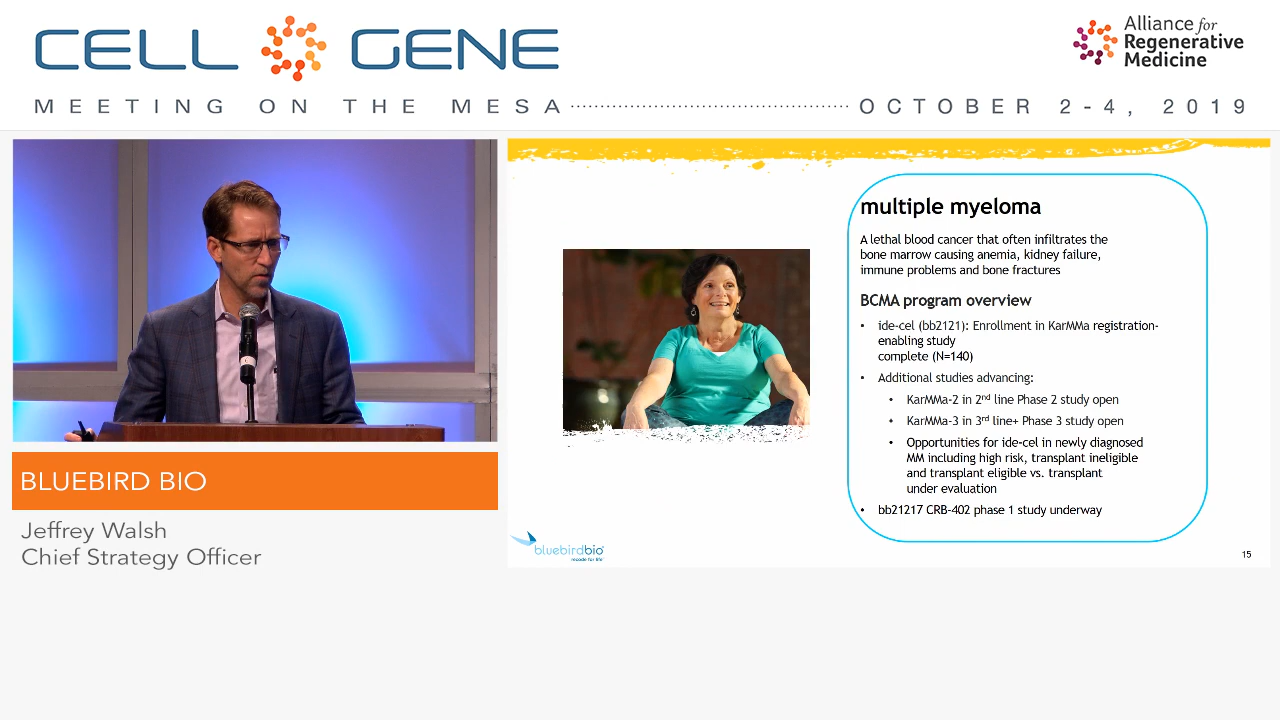 CELL GENE
Alliance for
Regenerative
Medicine
MEETING ON THE MESA OCTOBER 2-4, 2019
BLUEBIRD BIO
Jeffrey Walsh
Chief Strategy Officer
multiple myeloma
A lethal blood cancer that often infiltrates the
bone marrow causing anemia, kidney failure,
immune problems and bone fractures
BCMA program overview
• ide-cel (bb2121): Enrollment in KarMMa registration-
enabling study
complete (N=140)
• Additional studies advancing:
• KarMMa-2 in 2nd line Phase 2 study open
• KarMMa-3 in 3rd line+ Phase 3 study open
• Opportunities for ide-cel in newly diagnosed
MM including high risk, transplant ineligible
and transplant eligible vs. transplant
under evaluation
• bb21217 CRB-402 phase 1 study underway
bluebirdbio
recode for life
15